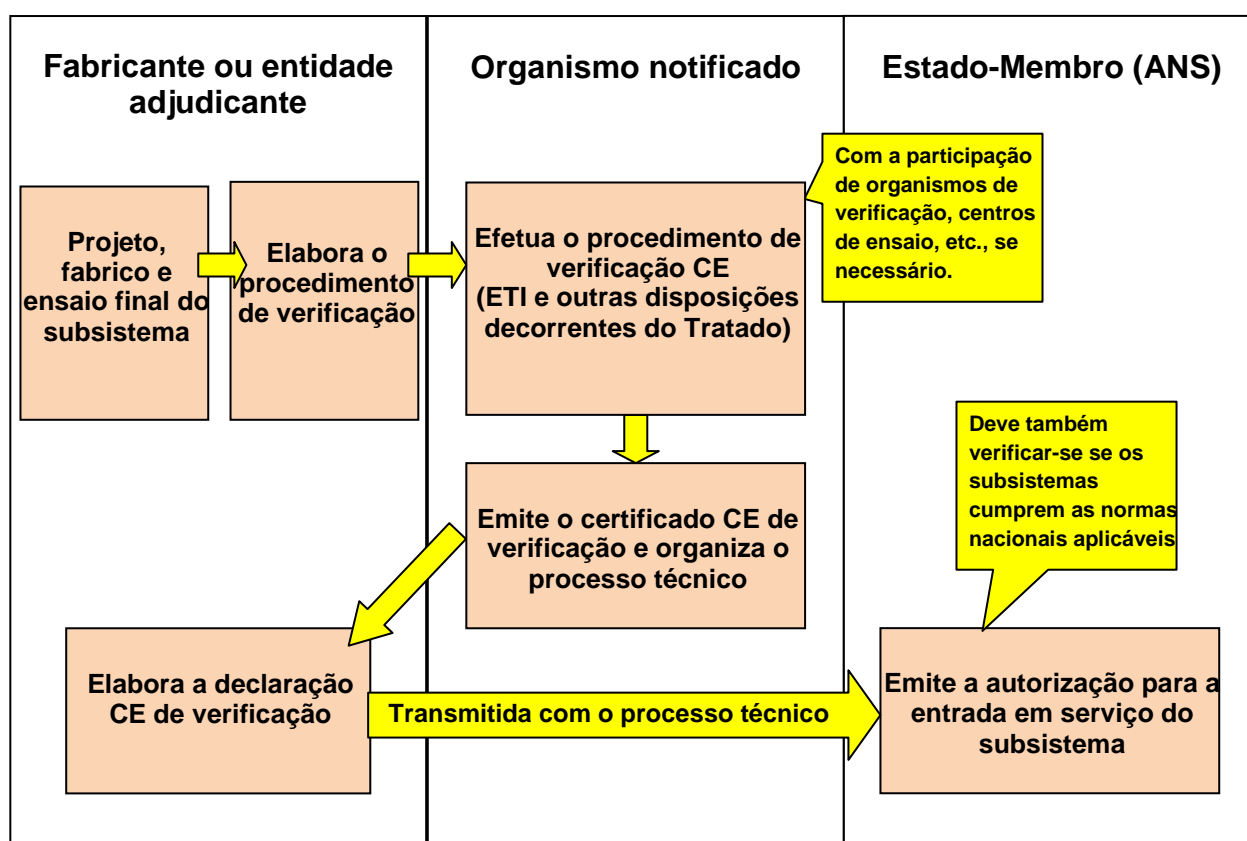 Fabricante ou entidade
adjudicante
Organismo notificado
Estado-Membro (ANS)
Projeto,
fabrico e
ensaio final do
subsistema
Elabora o
procedimento
de verificação
Efetua o procedimento de
verificação CE
(ETI e outras disposições
decorrentes do Tratado)
Com a participação
de organismos de
verificação, centros
de ensaio, etc., se
necessário.
Emite o certificado CE de
verificação e organiza o
processo técnico
Deve também
verificar-se se os
subsistemas
cumprem as normas
nacionais aplicáveis
Elabora a declaração
CE de verificação
Transmitida com o processo técnico
Emite a autorização para a
entrada em serviço do
subsistema